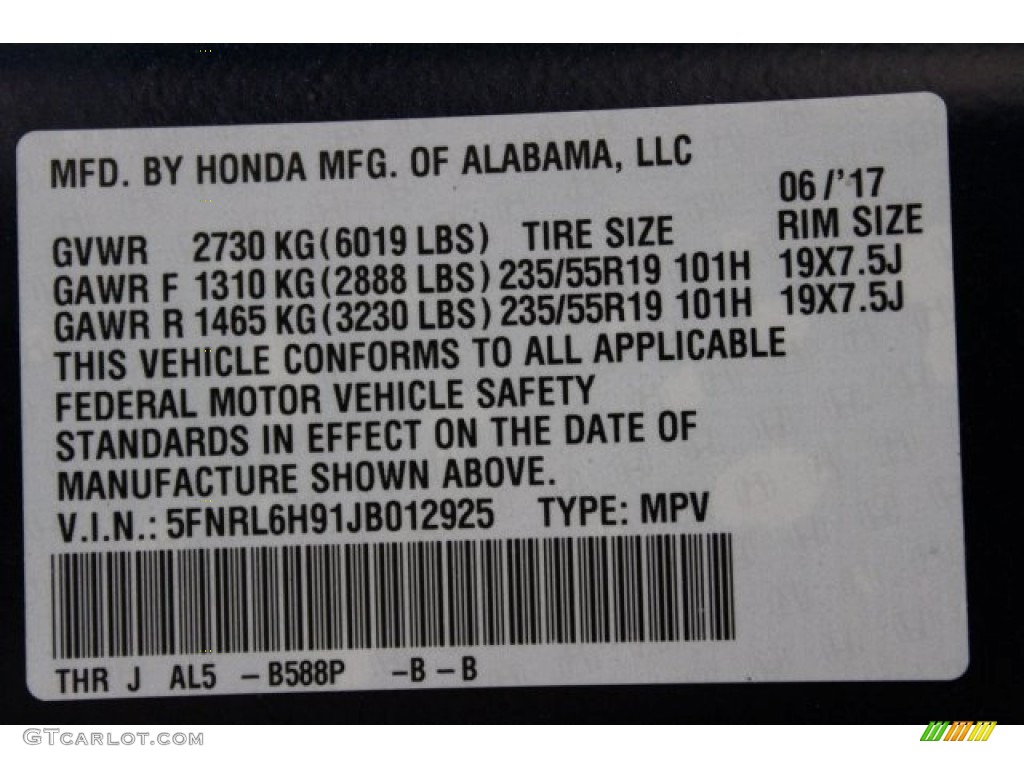 MFD. BY HONDA MFG. OF ALABAMA, LLC
06/'17
GVWR 2730 KG(6019 LBS) TIRE SIZE RIM SIZE
GAWR F 1310 KG(2888 LBS) 235/55R19 101H 19X7.5J
GAWR R 1465 KG(3230 LBS) 235/55R19 101H 19X7.5J
THIS VEHICLE CONFORMS TO ALL APPLICABLE
FEDERAL MOTOR VEHICLE SAFETY
STANDARDS IN EFFECT ON THE DATE OF
MANUFACTURE SHOWN ABOVE.
V.I.N.: 5FNRL6H91JB012925 TYPE: MPV
THR J AL5 -B588P -B-B
GTCARLOT.COM